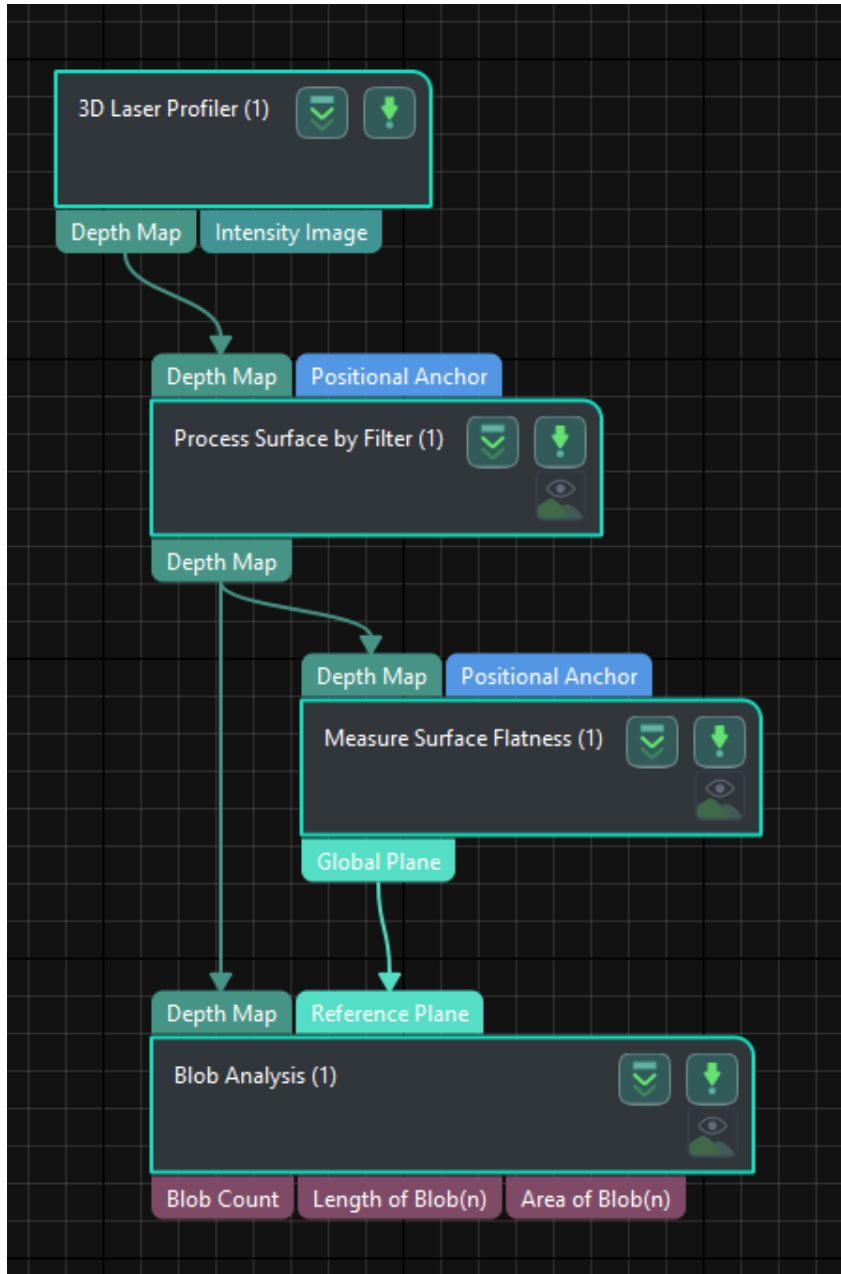 3D Laser Profiler (1)
Depth Map Intensity Image
Depth Map Positional Anchor
Process Surface by Filter (1)
Depth Map
Depth Map Positional Anchor
Measure Surface Flatness (1)
Global Plane
Depth Map Reference Plane
Blob Analysis (1)
Blob Count Length of Blob(n) Area of Blob(n)